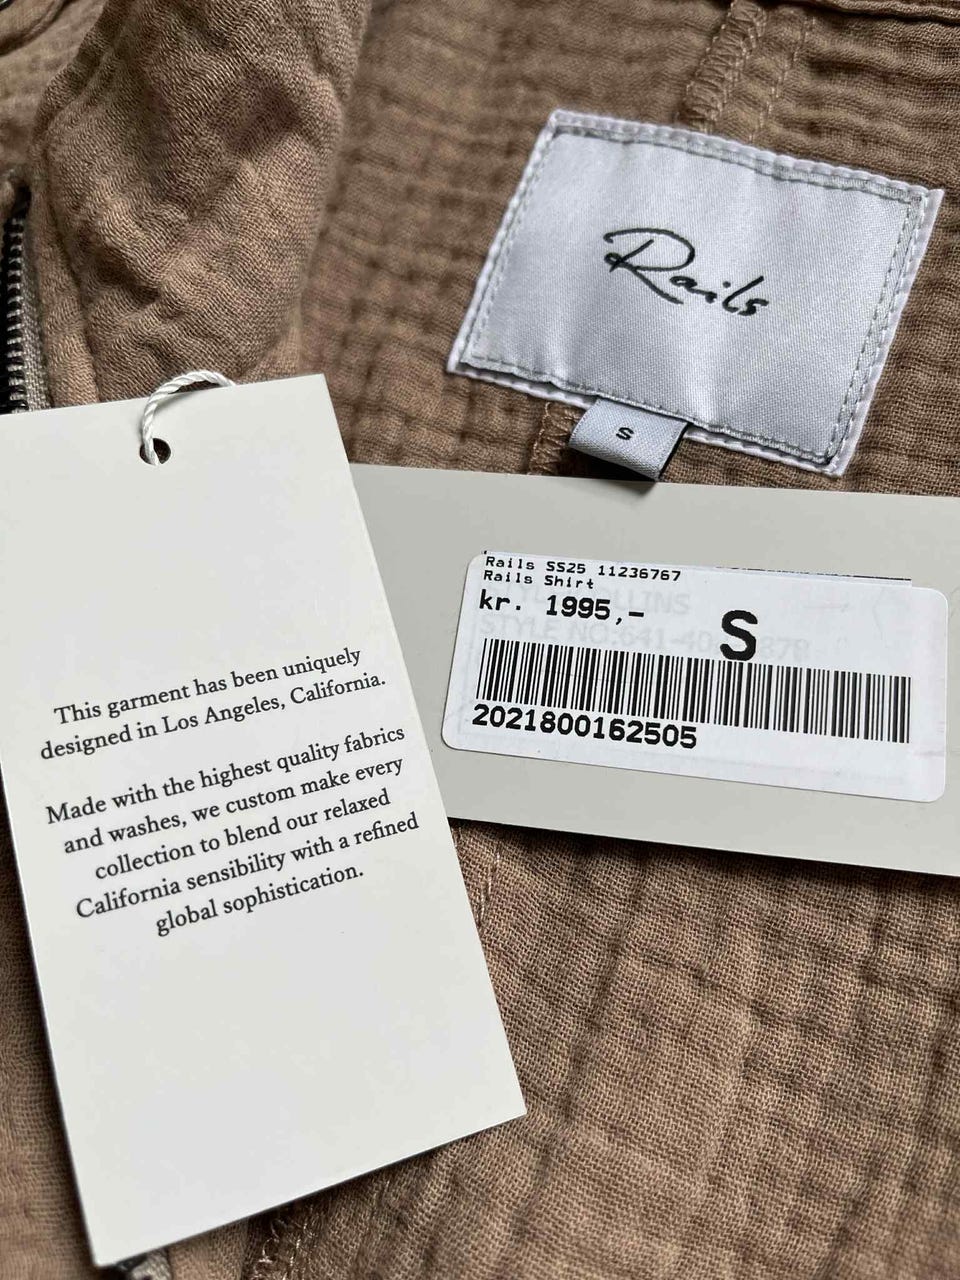 Rails
S
Rails SS25 11236767
Rails Shirt
kr. 1995,-
S
2021800162505
This garment has been uniquely
designed in Los Angeles, California.
Made with the highest quality fabrics
and washes, we custom make every
collection to blend our relaxed
California sensibility with a refined
global sophistication.